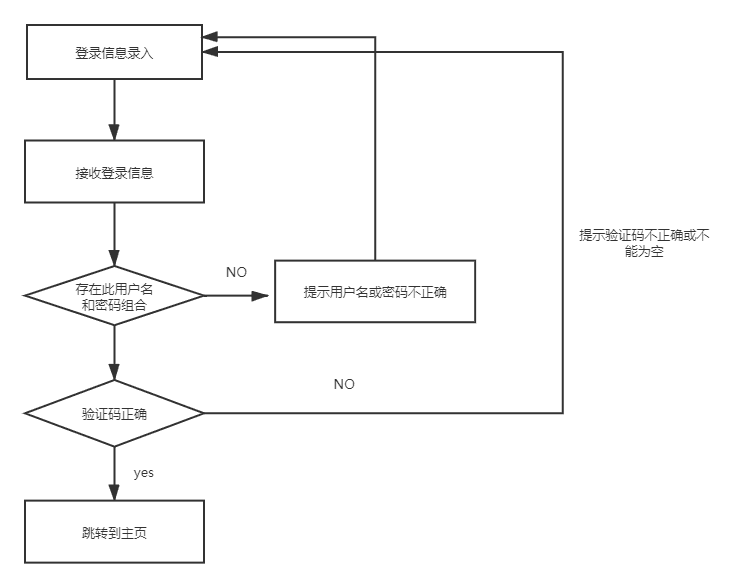 登录信息录入
接收登录信息
提示验证码不正确或不
能为空
NO
存在此用户名
和密码组合
提示用户名或密码不正确
NO
验证码正确
yes
跳转到主页